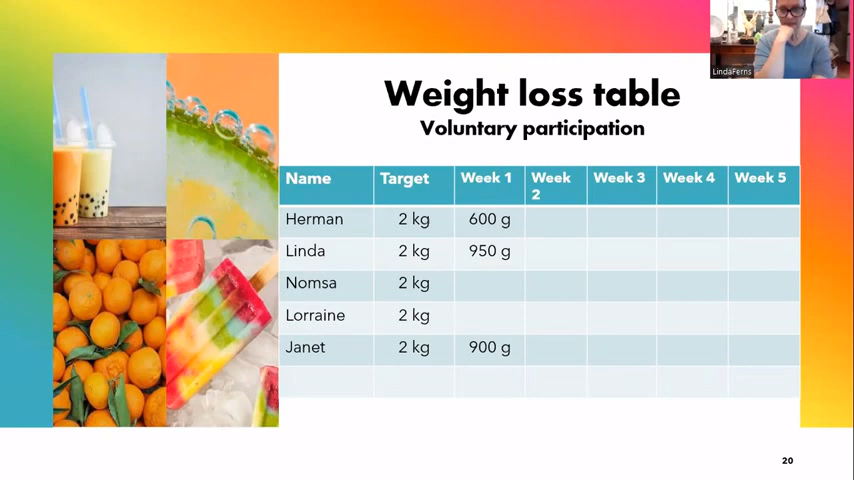 LindaFerns
Weight loss table
Voluntary participation
Name Target Week 1 Week 2 Week 3 Week 4 Week 5
Herman 2 kg 600 g
Linda 2 kg 950 g
Nomsa 2 kg
Lorraine 2 kg
Janet 2 kg 900 g
20